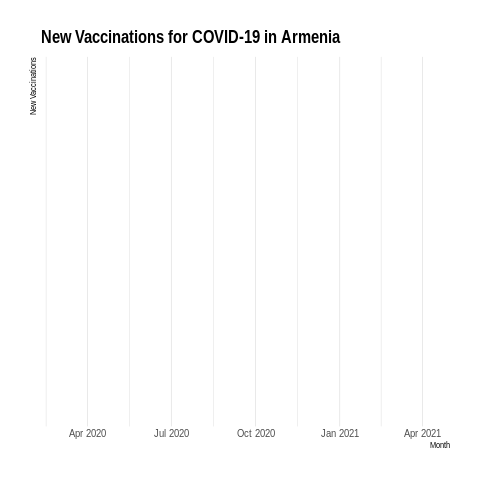 New Vaccinations for COVID-19 in Armenia
New Vaccinations
Apr 2020 Jul 2020 Oct 2020 Jan 2021 Apr 2021
Month